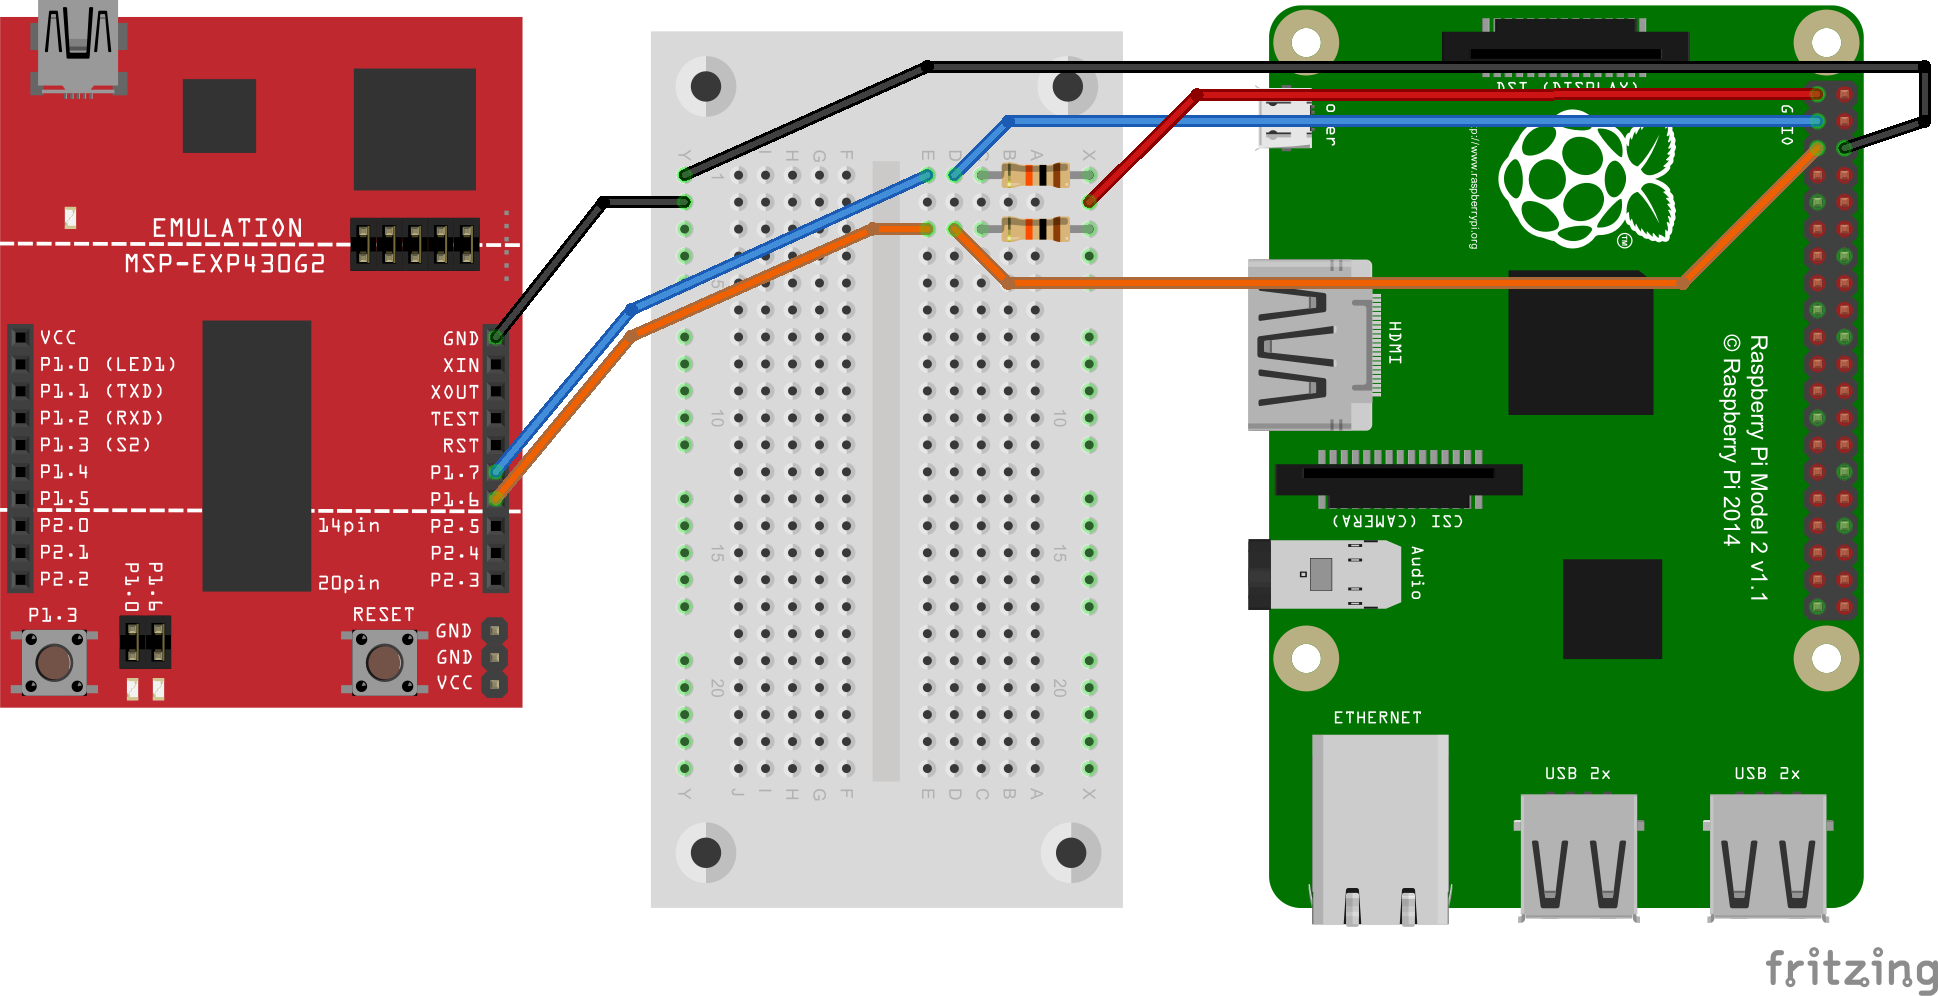 EMULATION
MSP-EXP430G2
VCC
P1.0 (LED1)
P1.1 (TXD)
P1.2 (RXD)
P1.3 (S2)
P1.4
P1.5
P2.0
P2.1
P2.2
GND
XIN
XOUT
TEST
RST
P1.7
P1.6
P2.5
P2.4
P2.3
14pin
20pin
P1.0
P1.6
P1.3
RESET
GND
GND
VCC
Y I H G F E D C B A X
1
5
10 10
15 15
20 20
Y J I H G F E D C B A X
DSI (DISPLAY)
GPIO
http://www.raspberrypi.org
TM
HDMI
Raspberry Pi Model 2 v1.1
© Raspberry Pi 2014
CSI (CAMERA)
Audio
ETHERNET
USB 2x
USB 2x
fritzing